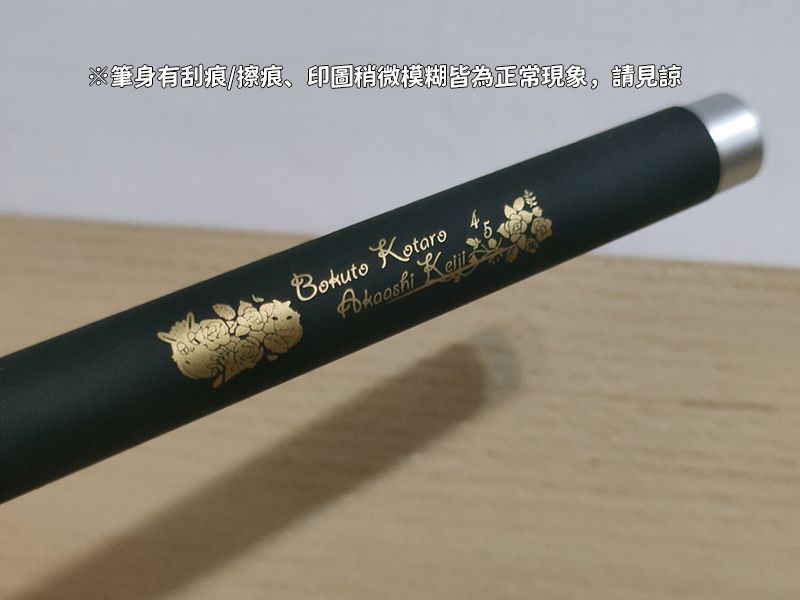 ※筆身有刮痕/擦痕、印圖稍微模糊皆為正常現象，請見諒
Bokuto Kotaro 4
Akaashi Keiji 5